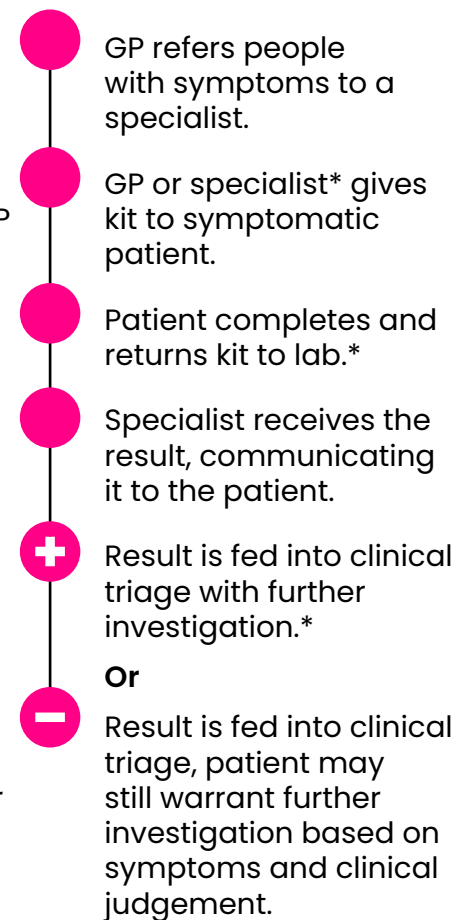 GP refers people
with symptoms to a
specialist.
GP or specialist* gives
kit to symptomatic
patient.
Patient completes and
returns kit to lab.*
Specialist receives the
result, communicating
it to the patient.
Result is fed into clinical
triage with further
investigation.*
Or
Result is fed into clinical
triage, patient may
still warrant further
investigation based on
symptoms and clinical
judgement.